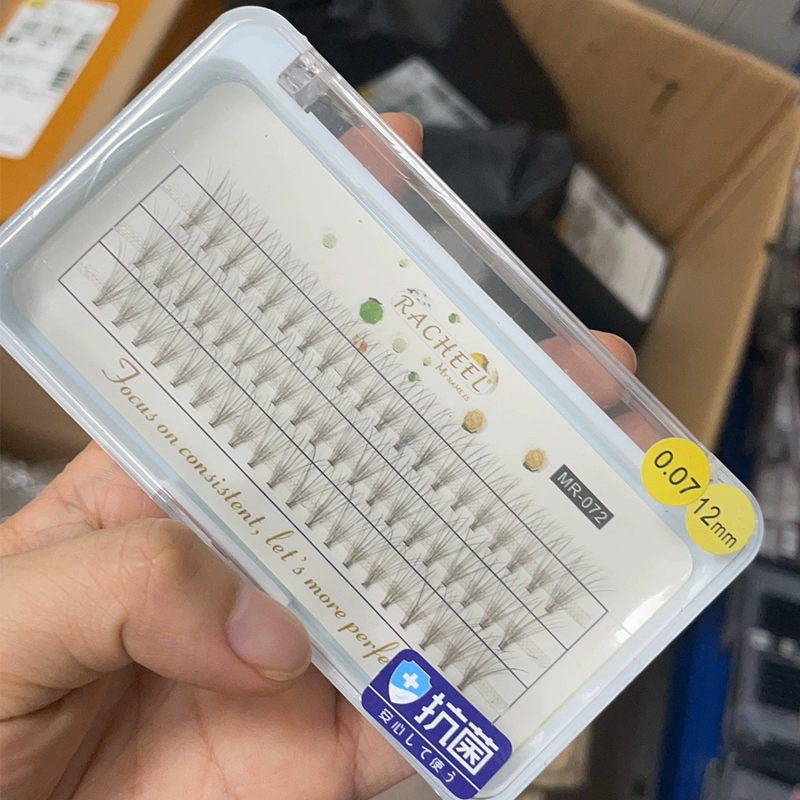 RACHEEL
MR-072
0.07
12mm
Focus on consistent, let's more perfe
抗菌
安心して使う